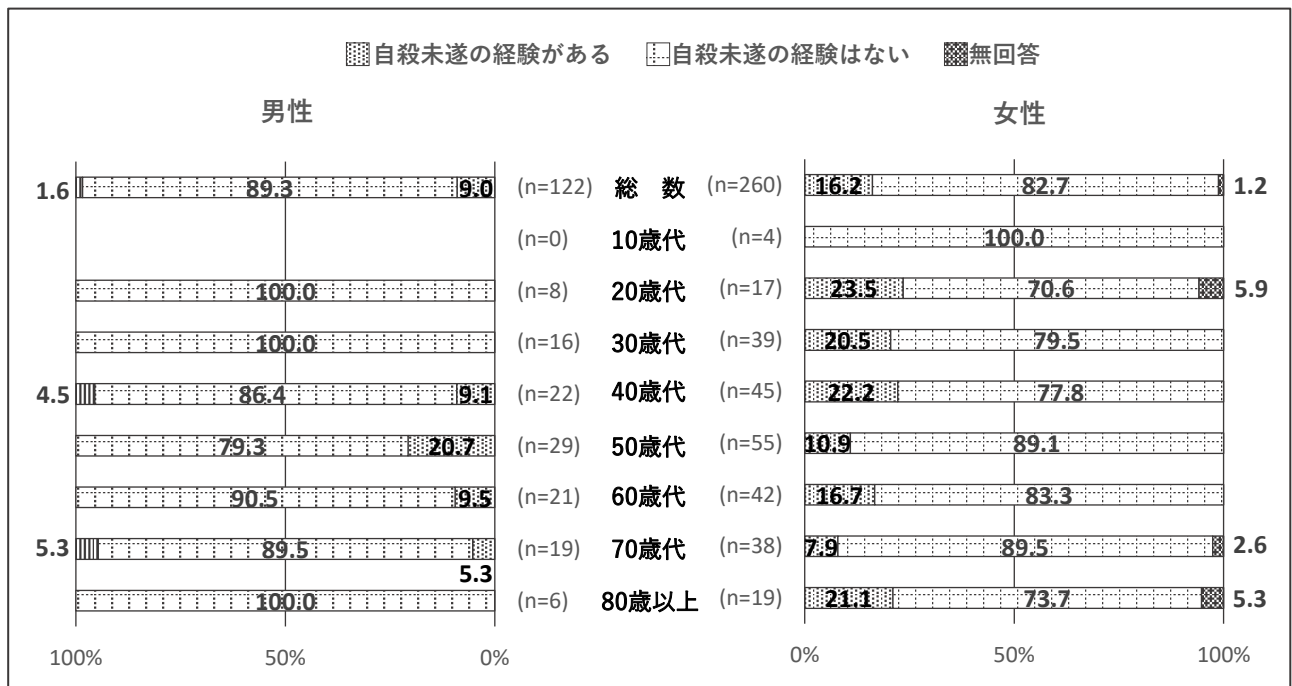 自殺未遂の経験がある 自殺未遂の経験はない 無回答
男性 女性
1.6 89.3 9.0 (n=122) 総 数 (n=260) 16.2 82.7 1.2
(n=0) 10歳代 (n=4) 100.0
100.0 (n=8) 20歳代 (n=17) 23.5 70.6 5.9
100.0 (n=16) 30歳代 (n=39) 20.5 79.5
4.5 86.4 9.1 (n=22) 40歳代 (n=45) 22.2 77.8
79.3 20.7 (n=29) 50歳代 (n=55) 10.9 89.1
90.5 9.5 (n=21) 60歳代 (n=42) 16.7 83.3
5.3 89.5 5.3 (n=19) 70歳代 (n=38) 7.9 89.5 2.6
100.0 (n=6) 80歳以上 (n=19) 21.1 73.7 5.3
100% 50% 0% 0% 50% 100%